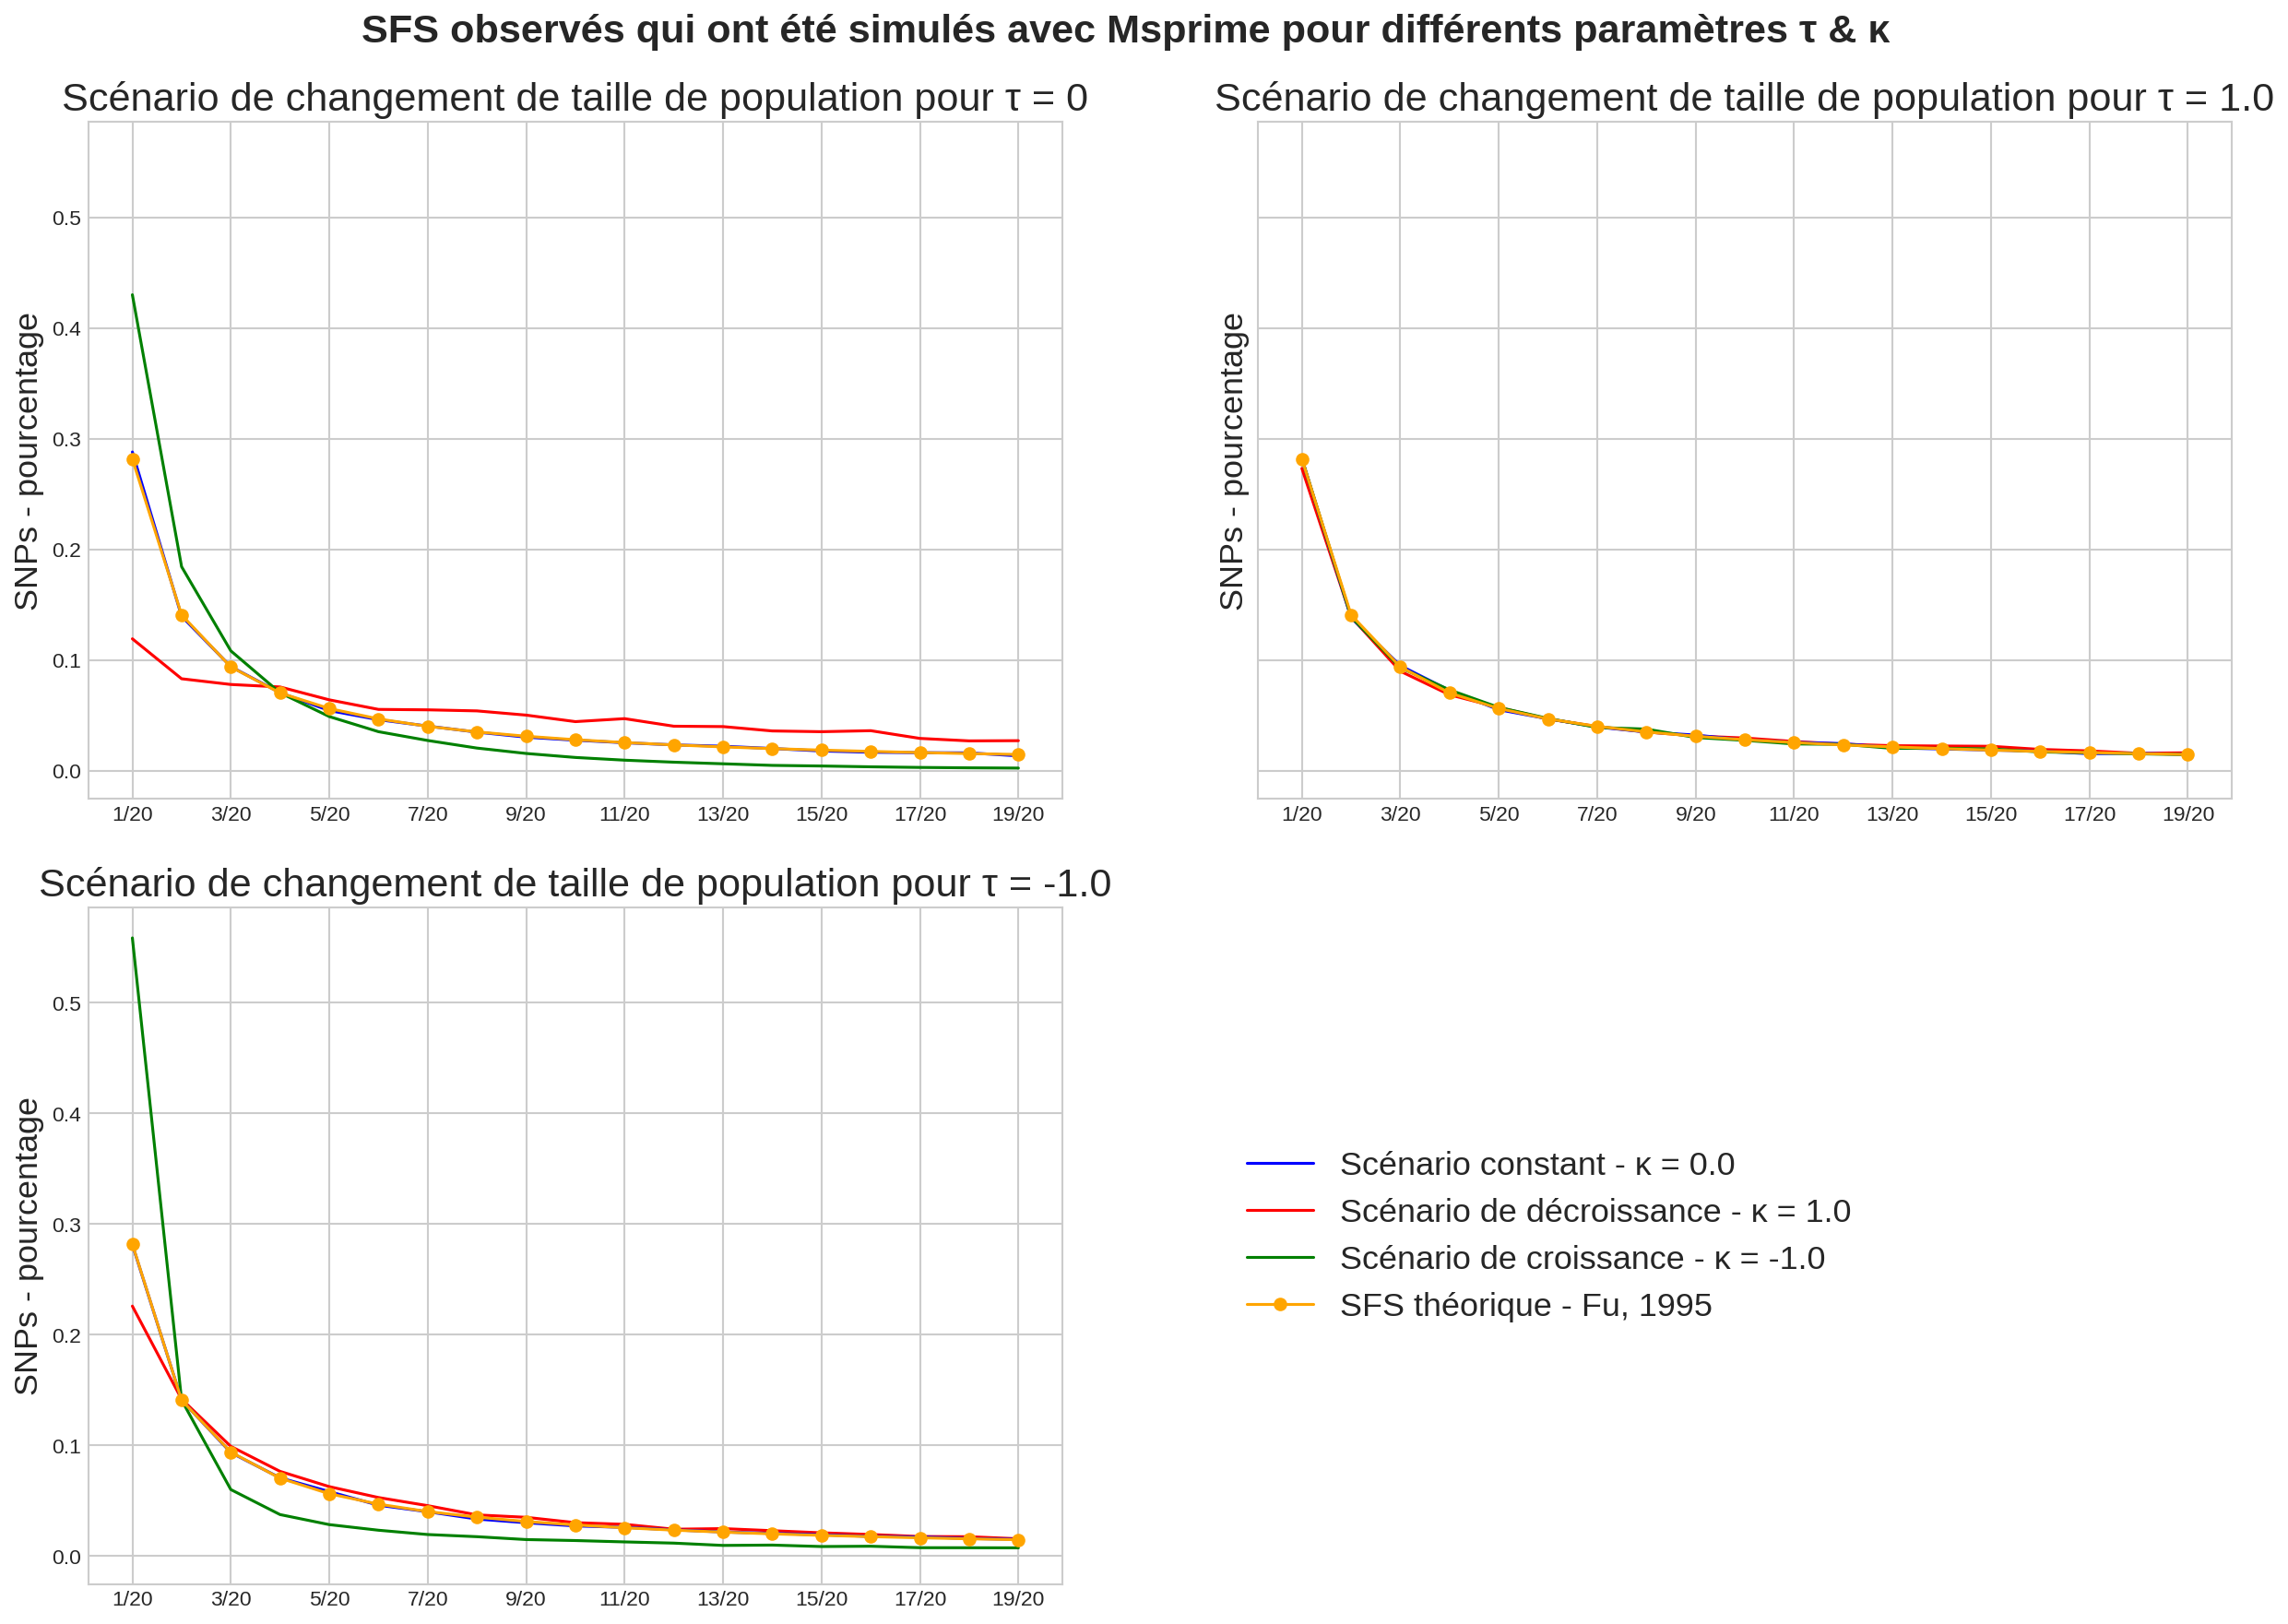 SFS observés qui ont été simulés avec Msprime pour différents paramètres τ & κ
Scénario de changement de taille de population pour τ = 0
SNPs - pourcentage
0.5
0.4
0.3
0.2
0.1
0.0
1/20 3/20 5/20 7/20 9/20 11/20 13/20 15/20 17/20 19/20
Scénario de changement de taille de population pour τ = 1.0
SNPs - pourcentage
1/20 3/20 5/20 7/20 9/20 11/20 13/20 15/20 17/20 19/20
Scénario de changement de taille de population pour τ = -1.0
SNPs - pourcentage
0.5
0.4
0.3
0.2
0.1
0.0
1/20 3/20 5/20 7/20 9/20 11/20 13/20 15/20 17/20 19/20
Scénario constant - κ = 0.0
Scénario de décroissance - κ = 1.0
Scénario de croissance - κ = -1.0
SFS théorique - Fu, 1995